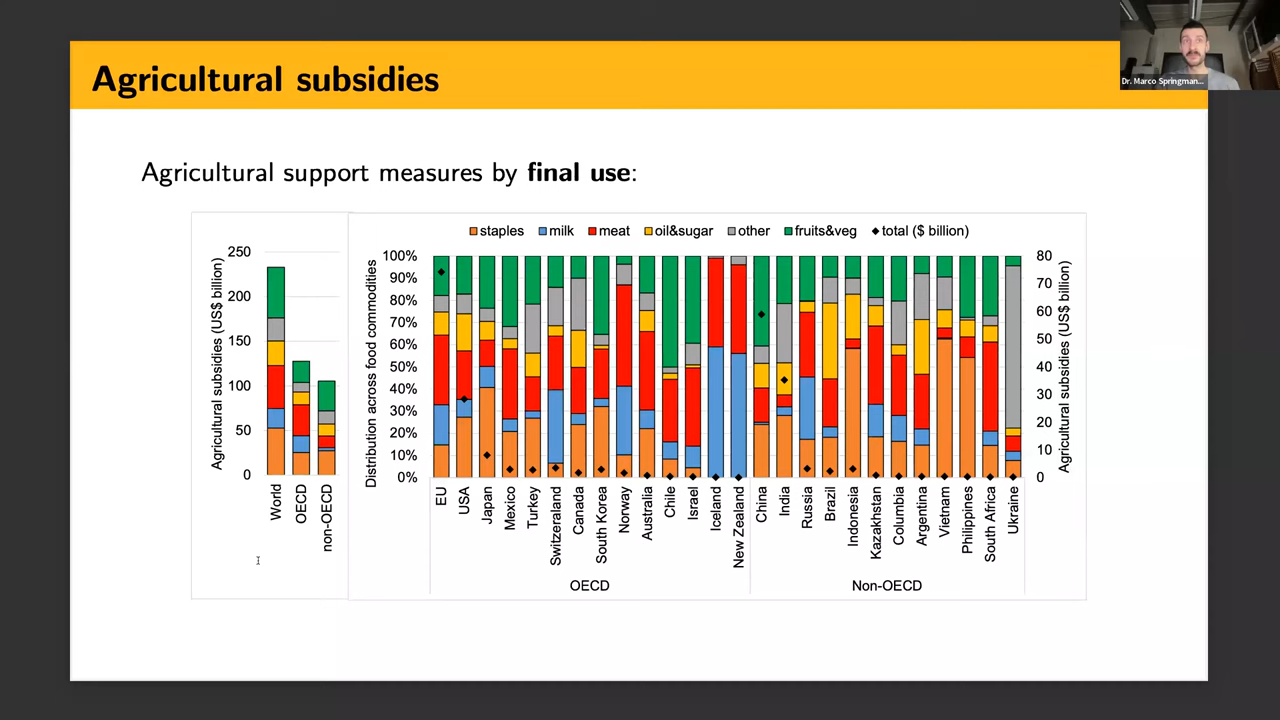 Agricultural subsidies
Dr. Marco Springman...
Agricultural support measures by final use:
Agricultural subsidies (US$ billion)
250
200
150
100
50
0
World
OECD
non-OECD
staples milk meat oil&sugar other fruits&veg total ($ billion)
Distribution across food commodities
100%
90%
80%
70%
60%
50%
40%
30%
20%
10%
0%
80
70
60
50
40
30
20
10
0
Agricultural subsidies (US$ billion)
EU
USA
Japan
Mexico
Turkey
Switzeraland
Canada
South Korea
Norway
Australia
Chile
Israel
Iceland
New Zealand
China
India
Russia
Brazil
Indonesia
Kazakhstan
Columbia
Argentina
Vietnam
Philippines
South Africa
Ukraine
OECD
Non-OECD